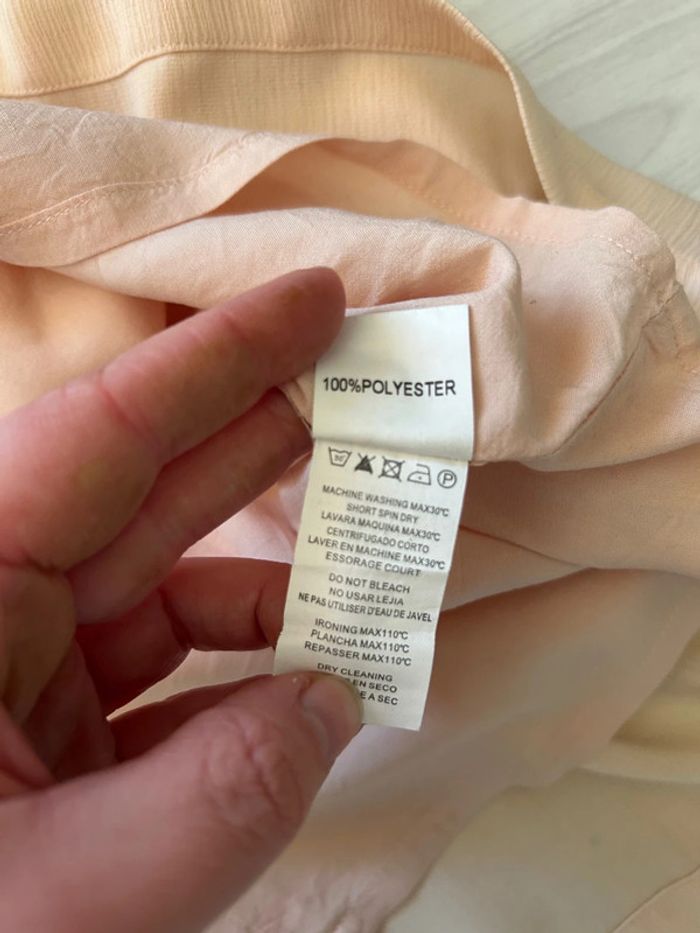 100%POLYESTER
30°
P
MACHINE WASHING MAX30℃
SHORT SPIN DRY
LAVARA MAQUINA MAX30℃
CENTRIFUGADO CORTO
LAVER EN MACHINE MAX30℃
ESSORAGE COURT
DO NOT BLEACH
NO USAR LEJIA
NE PAS UTILISER D'EAU DE JAVEL
IRONING MAX110℃
PLANCHA MAX110℃
REPASSER MAX110℃
DRY CLEANING
EN SECO
A SEC